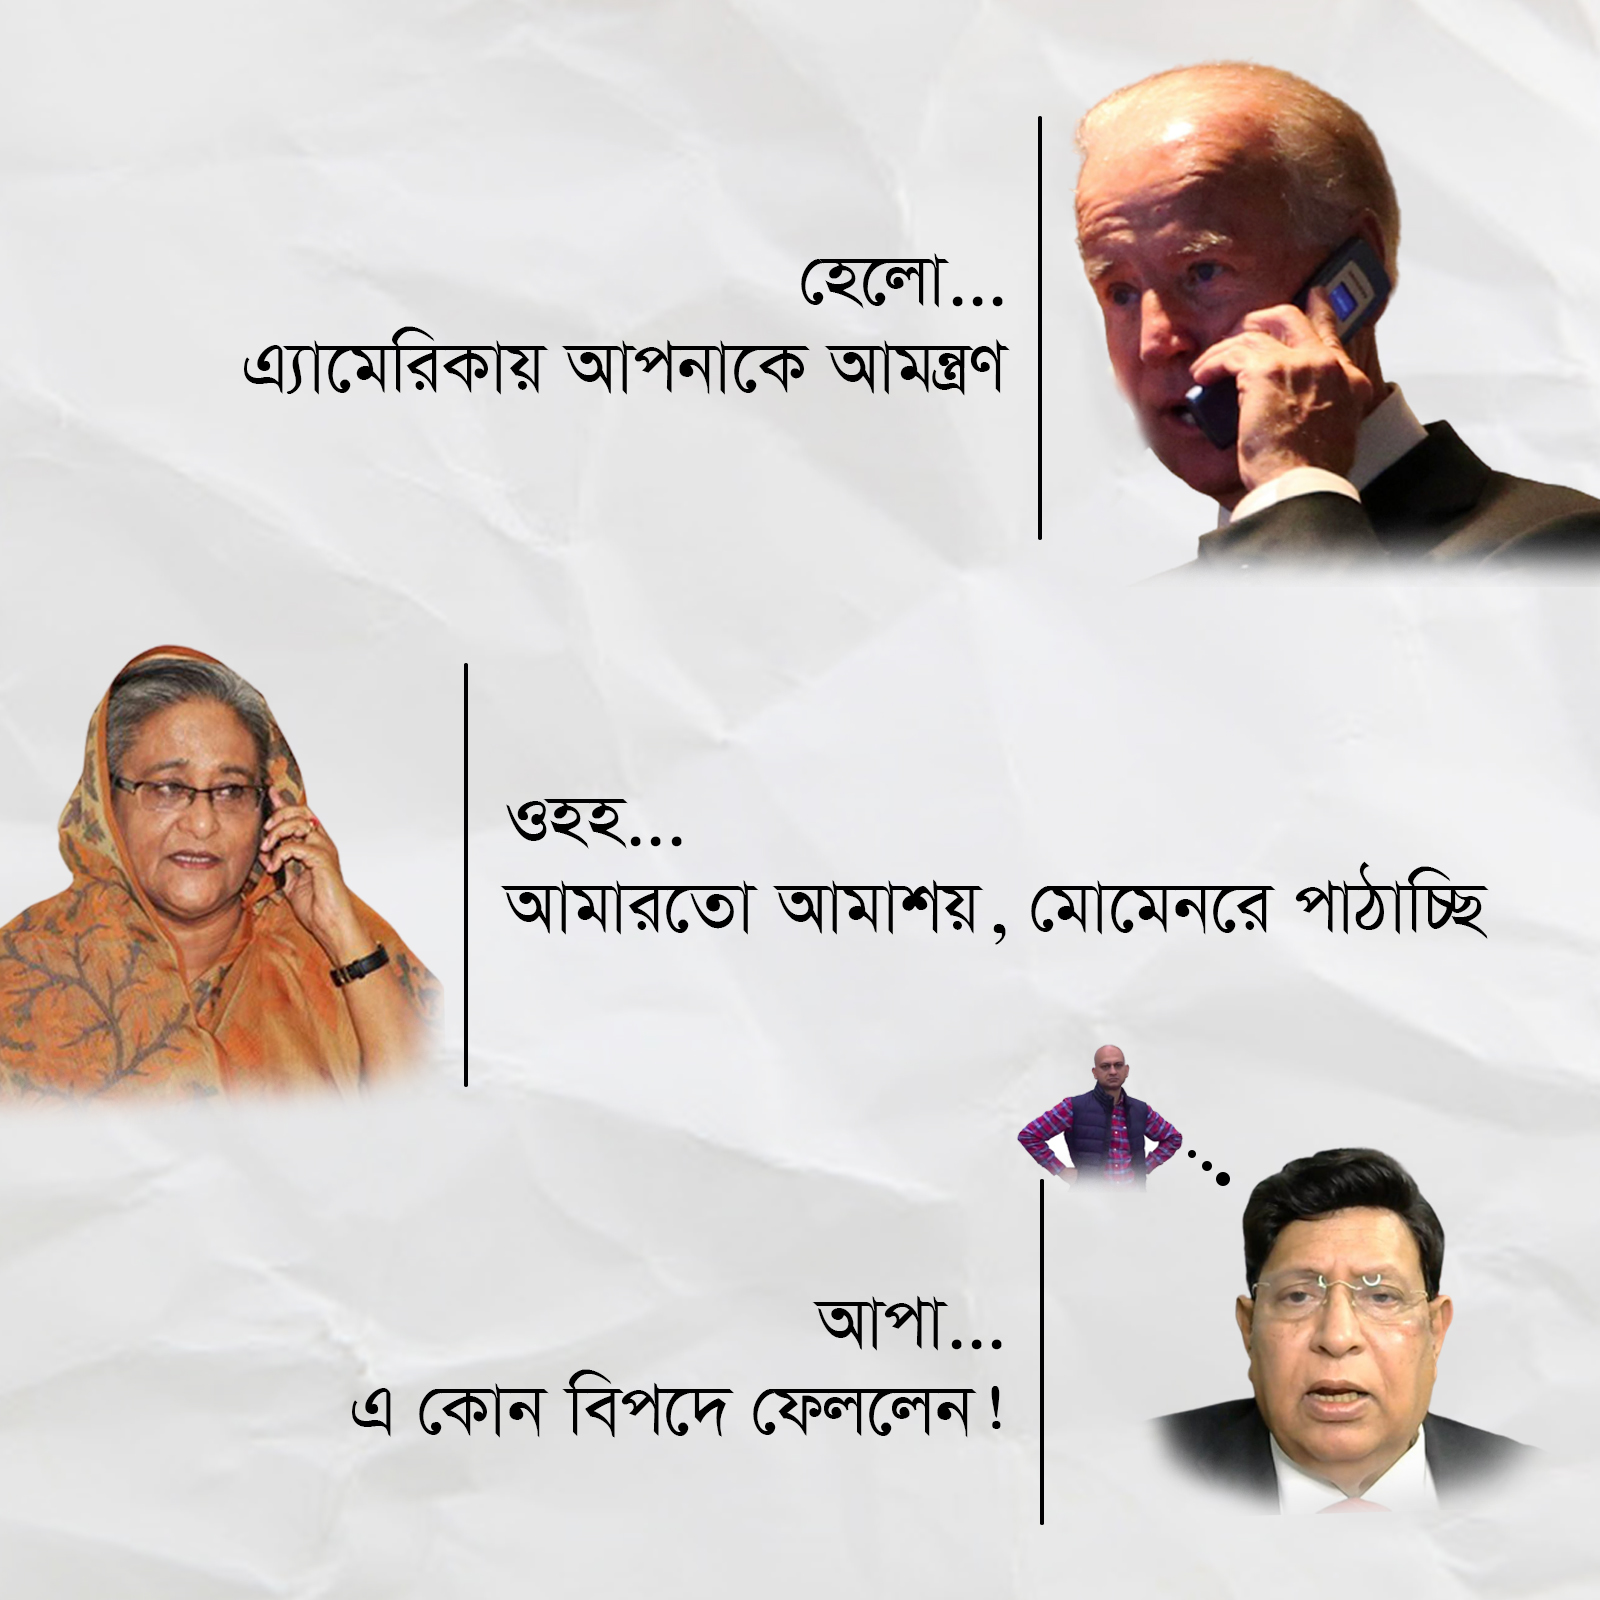 হেলো...
এ্যামেরিকায় আপনাকে আমন্ত্রণ
ওহহ...
আমারতো আমাশয়, মোমেনরে পাঠাচ্ছি
আপা...
এ কোন বিপদে ফেললেন!